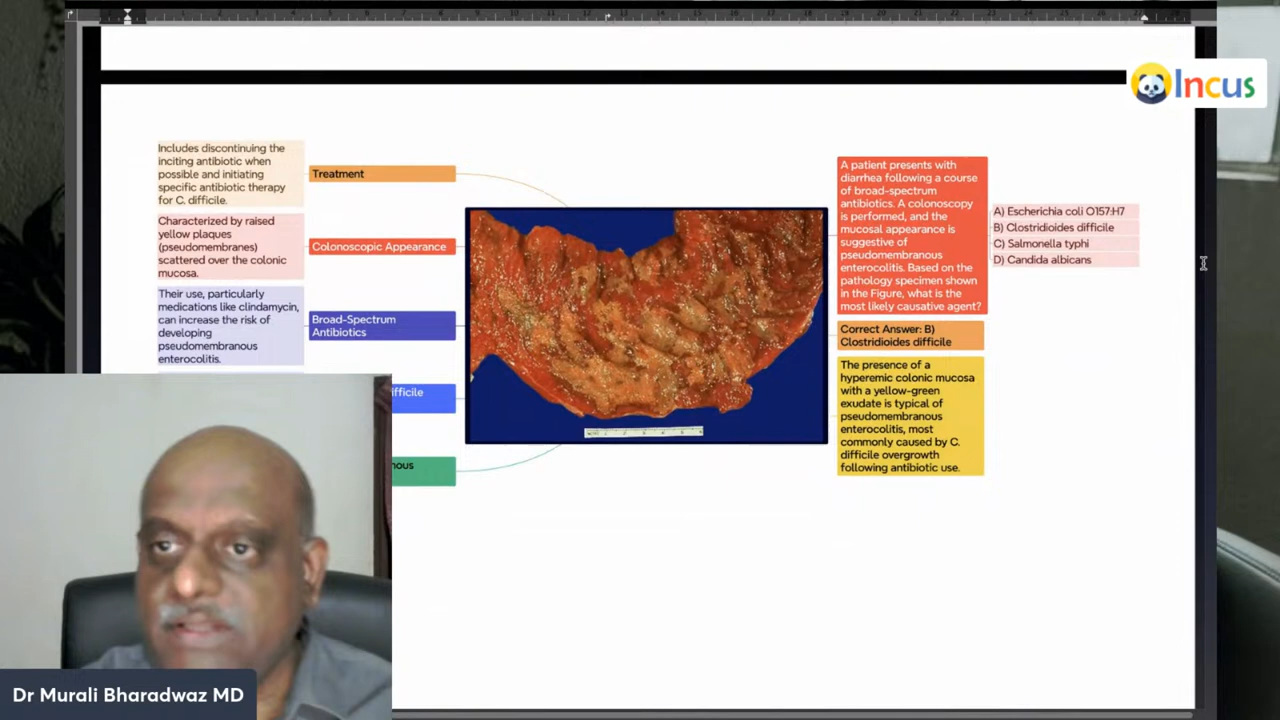 Incus
Includes discontinuing the
inciting antibiotic when
possible and initiating
specific antibiotic therapy
for C. difficile.
Treatment
Characterized by raised
yellow plaques
(pseudomembranes)
scattered over the colonic
mucosa.
Colonoscopic Appearance
Their use, particularly
medications like clindamycin,
can increase the risk of
developing
pseudomembranous
enterocolitis.
Broad-Spectrum
Antibiotics
A patient presents with
diarrhea following a course
of broad-spectrum
antibiotics. A colonoscopy
is performed, and the
mucosal appearance is
suggestive of
pseudomembranous
enterocolitis. Based on the
pathology specimen shown
in the Figure, what is the
most likely causative agent?
A) Escherichia coli O157:H7
B) Clostridioides difficile
C) Salmonella typhi
D) Candida albicans
Correct Answer: B)
Clostridioides difficile
The presence of a
hyperemic colonic mucosa
with a yellow-green
exudate is typical of
pseudomembranous
enterocolitis, most
commonly caused by C.
difficile overgrowth
following antibiotic use.
Dr Murali Bharadwaz MD